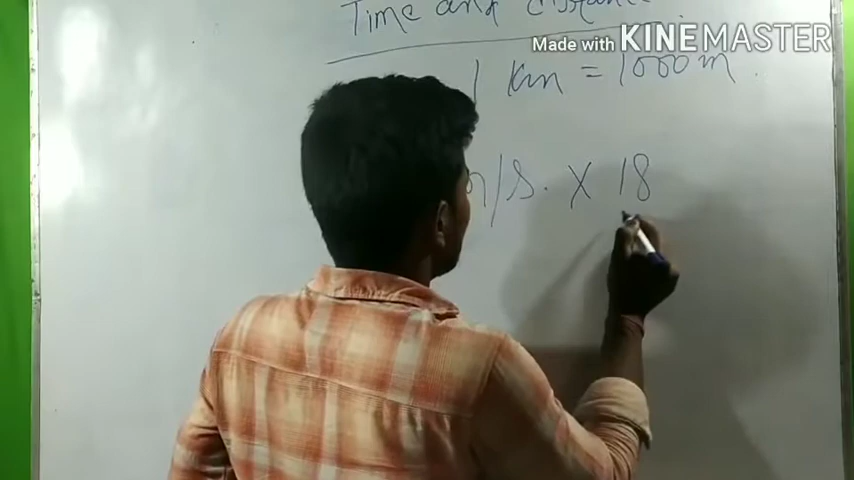 Time and Distance
Made with KINEMASTER
1 Km = 1000 m
m/s. X 18